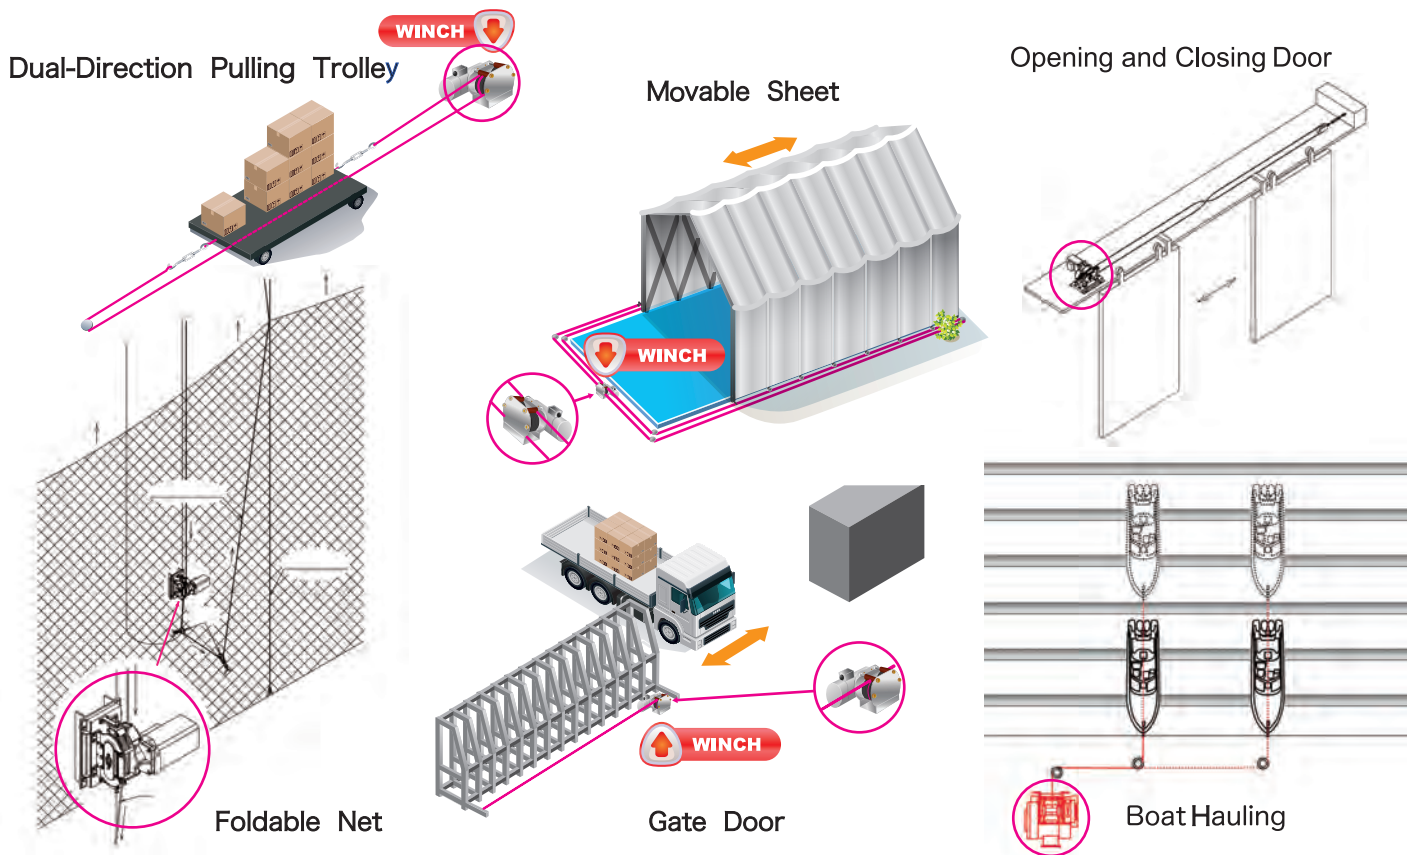 WINCH
Dual-Direction Pulling Trolley
Movable Sheet
Opening and Closing Door
WINCH
WINCH
Foldable Net
Gate Door
Boat Hauling